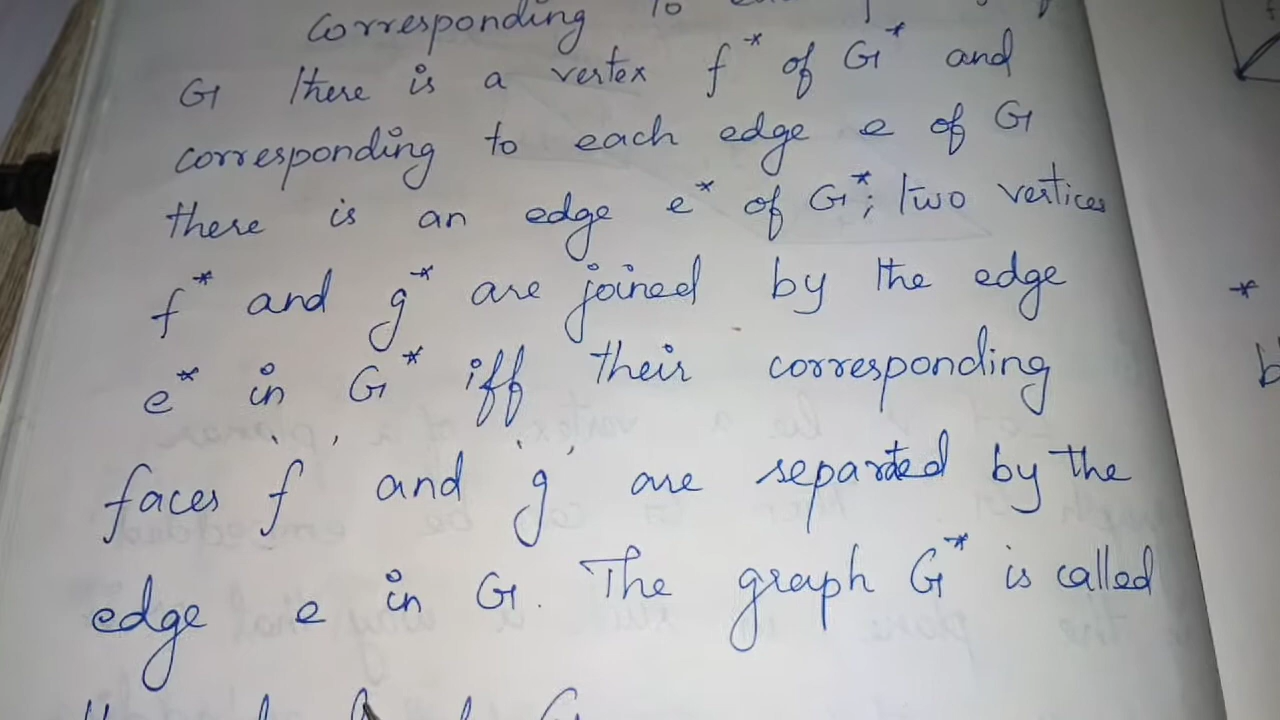 Corresponding to
G there is a vertex f* of G* and
corresponding to each edge e of G
there is an edge e* of G*; two vertices
f* and g* are joined by the edge
e* in G* iff their corresponding
faces 'f' and 'g' are separated by the
edge e in G. The graph G* is called